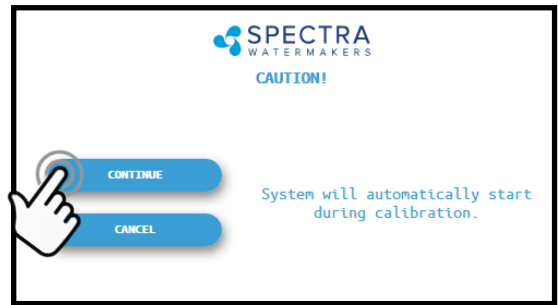 SPECTRA
WATERMAKERS
CAUTION!
CONTINUE
System will automatically start
during calibration.
CANCEL